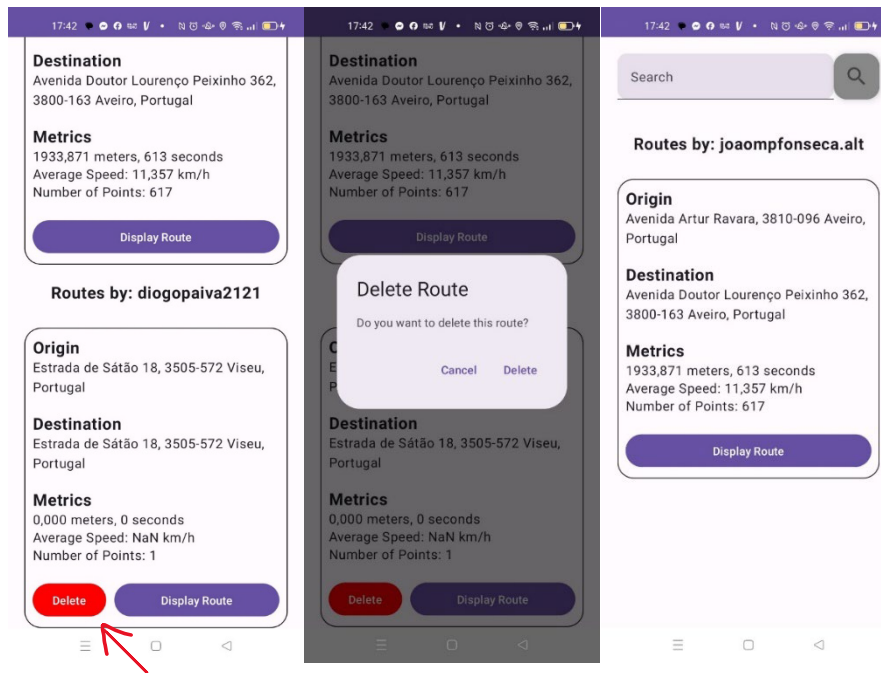 17:42
Destination
Avenida Doutor Lourenço Peixinho 362,
3800-163 Aveiro, Portugal
Metrics
1933,871 meters, 613 seconds
Average Speed: 11,357 km/h
Number of Points: 617
Display Route
Routes by: diogopaiva2121
Origin
Estrada de Sátão 18, 3505-572 Viseu,
Portugal
Destination
Estrada de Sátão 18, 3505-572 Viseu,
Portugal
Metrics
0,000 meters, 0 seconds
Average Speed: NaN km/h
Number of Points: 1
Delete
Display Route
17:42
Destination
Avenida Doutor Lourenço Peixinho 362,
3800-163 Aveiro, Portugal
Metrics
1933,871 meters, 613 seconds
Average Speed: 11,357 km/h
Number of Points: 617
Display Route
Delete Route
Do you want to delete this route?
Cancel
Delete
Destination
Estrada de Sátão 18, 3505-572 Viseu,
Portugal
Metrics
0,000 meters, 0 seconds
Average Speed: NaN km/h
Number of Points: 1
Delete
Display Route
17:42
Search
Routes by: joaompfonseca.alt
Origin
Avenida Artur Ravara, 3810-096 Aveiro,
Portugal
Destination
Avenida Doutor Lourenço Peixinho 362,
3800-163 Aveiro, Portugal
Metrics
1933,871 meters, 613 seconds
Average Speed: 11,357 km/h
Number of Points: 617
Display Route